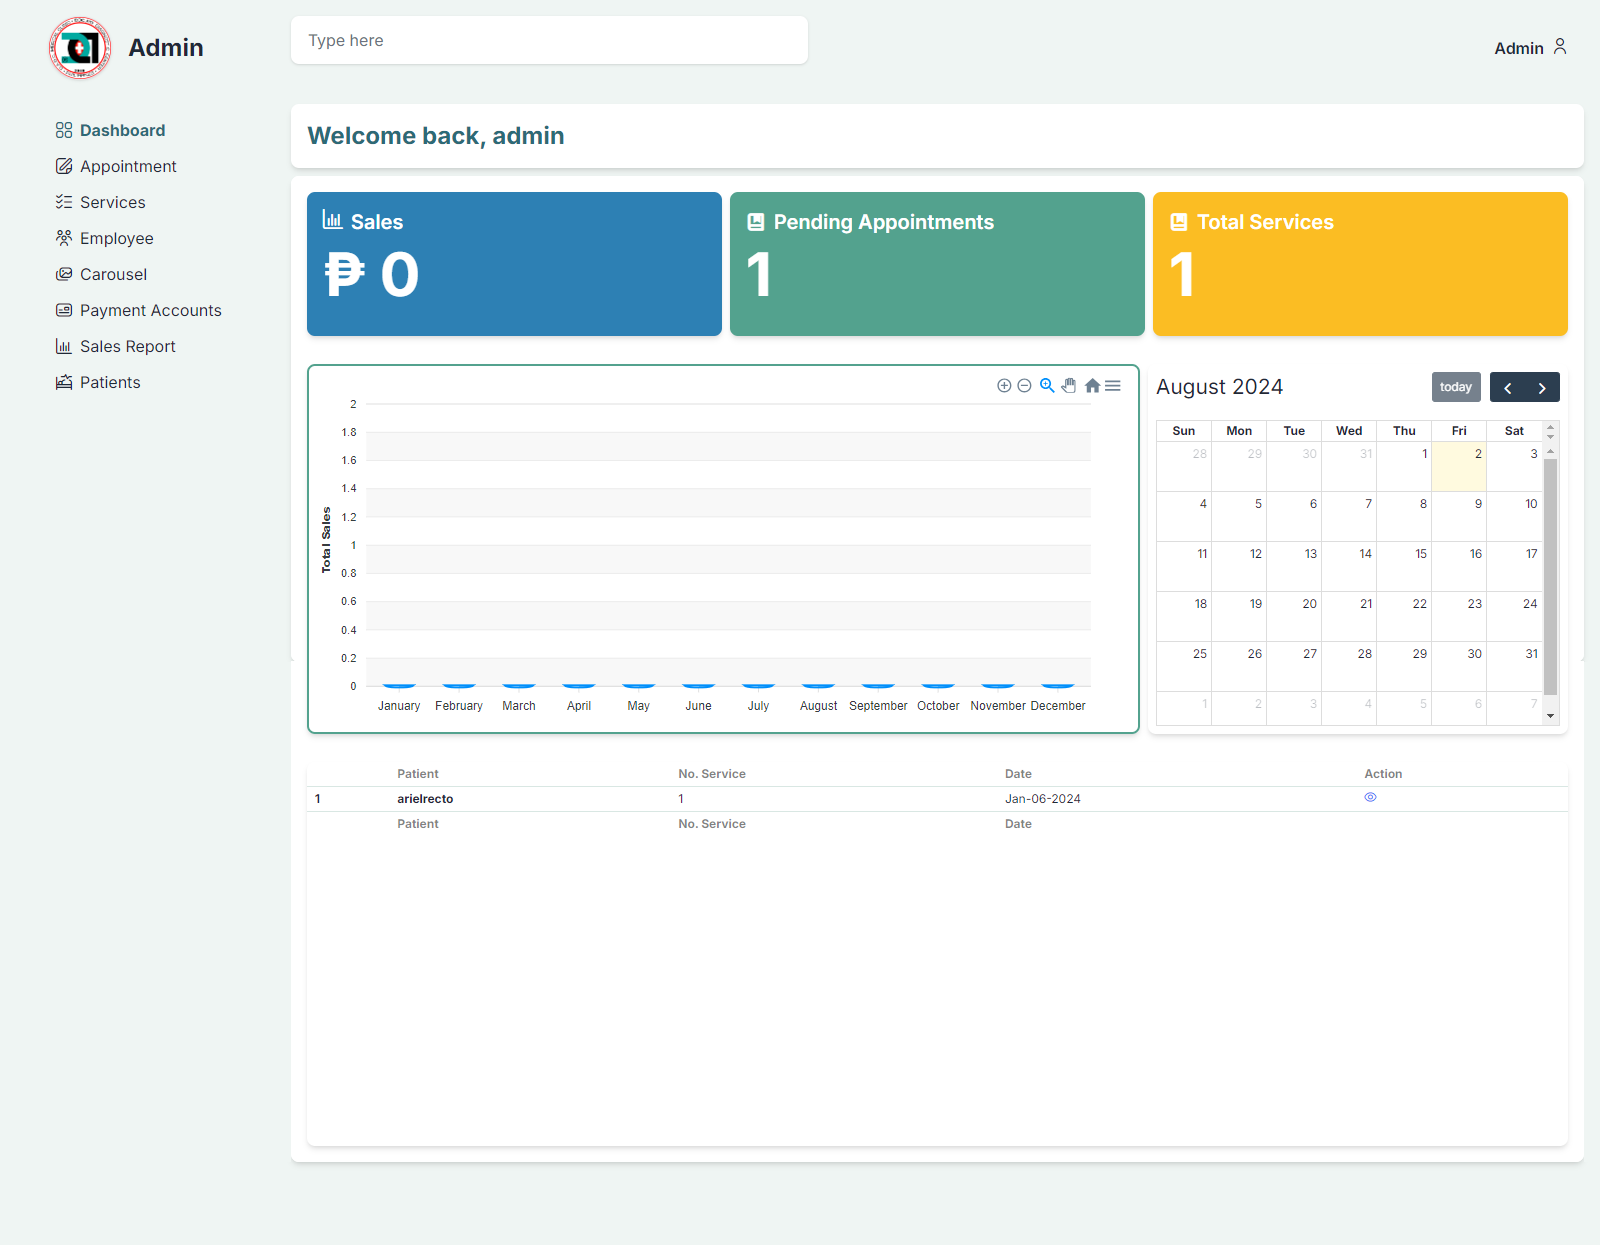 Admin
Type here
Admin
Dashboard
Appointment
Services
Employee
Carousel
Payment Accounts
Sales Report
Patients
Welcome back, admin
Sales
₱ 0
Pending Appointments
1
Total Services
1
Total Sales
2
1.8
1.6
1.4
1.2
1
0.8
0.6
0.4
0.2
0
January February March April May June July August September October November December
August 2024
today
Sun Mon Tue Wed Thu Fri Sat
28 29 30 31 1 2 3
4 5 6 7 8 9 10
11 12 13 14 15 16 17
18 19 20 21 22 23 24
25 26 27 28 29 30 31
1 2 3 4 5 6 7
Patient No. Service Date Action
1 arielrecto 1 Jan-06-2024
Patient No. Service Date